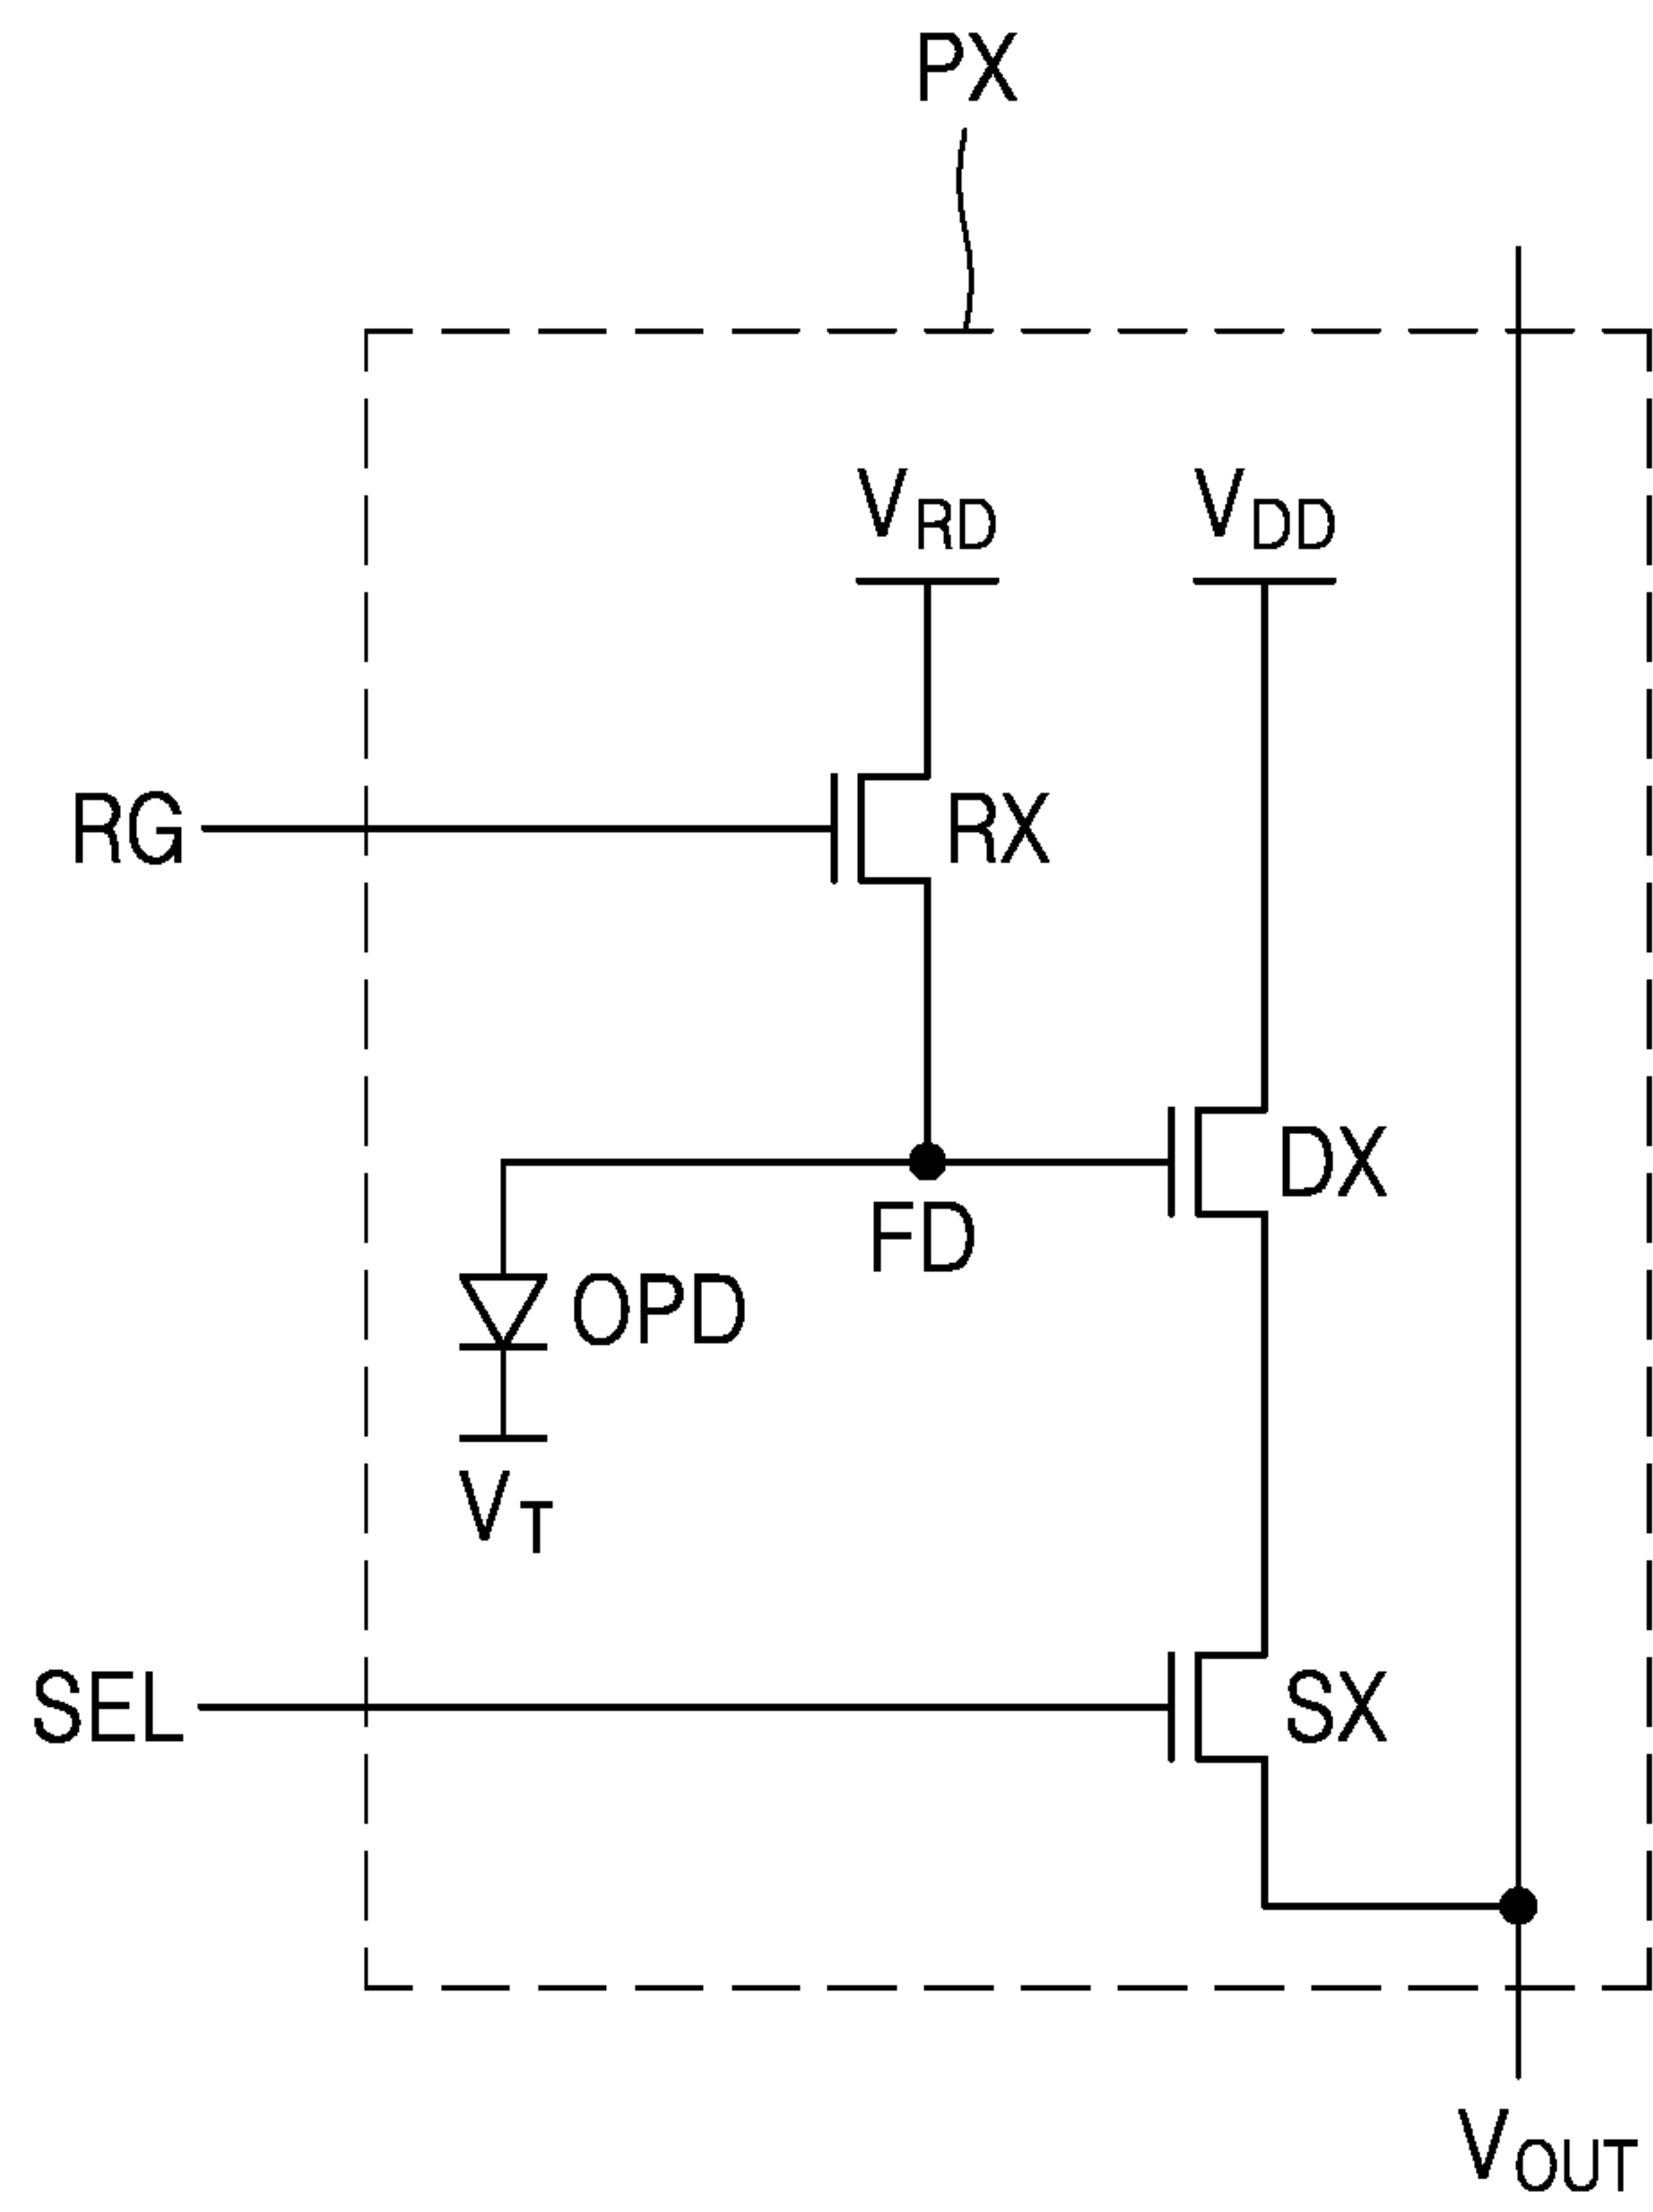 PX
V_RD
V_DD
RG
RX
DX
FD
OPD
V_T
SEL
SX
V_OUT